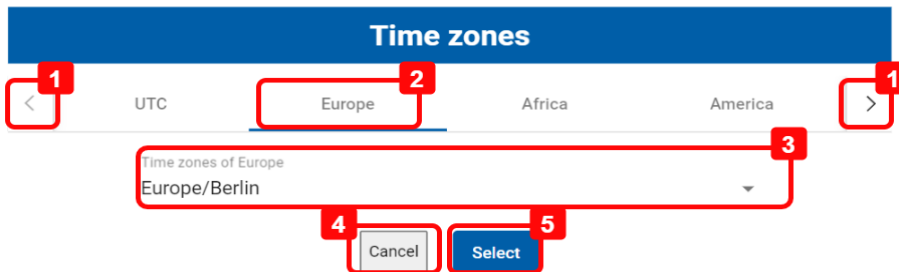 Time zones
1 2 1
UTC Europe Africa America
3
Time zones of Europe
Europe/Berlin
4 5
Cancel Select